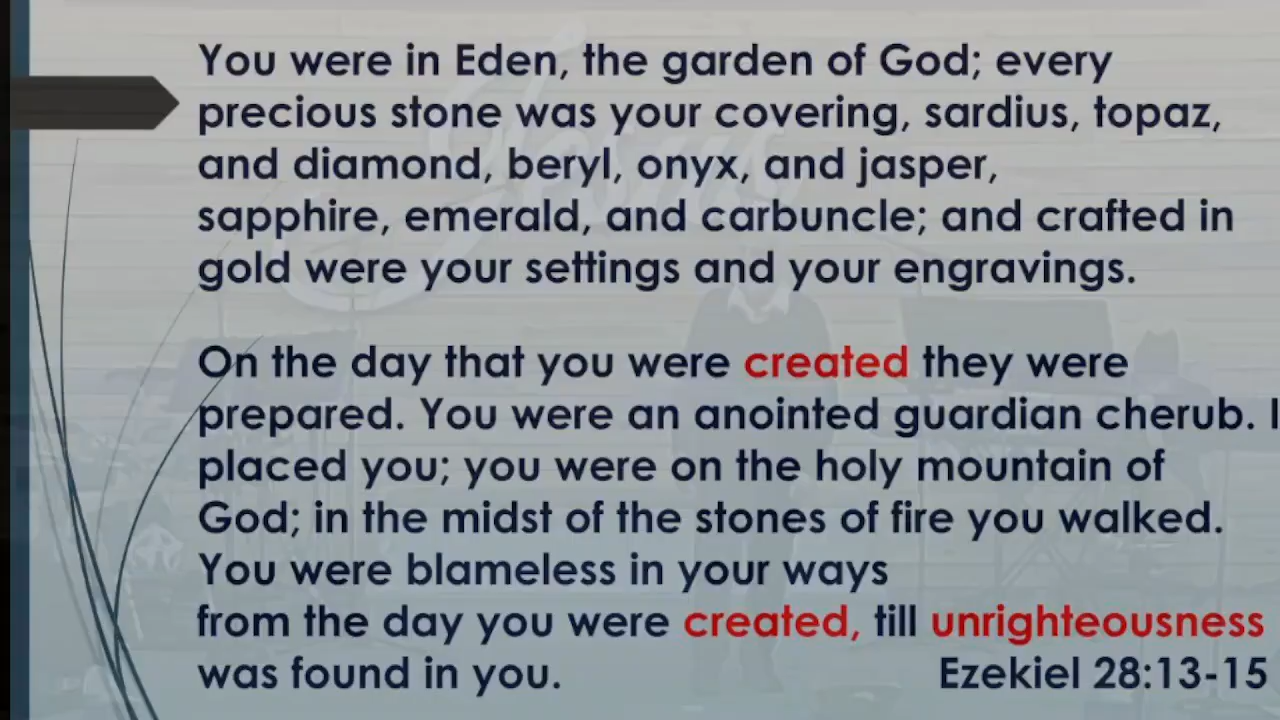 You were in Eden, the garden of God; every
precious stone was your covering, sardius, topaz,
and diamond, beryl, onyx, and jasper,
sapphire, emerald, and carbuncle; and crafted in
gold were your settings and your engravings.
On the day that you were created they were
prepared. You were an anointed guardian cherub. I
placed you; you were on the holy mountain of
God; in the midst of the stones of fire you walked.
You were blameless in your ways
from the day you were created, till unrighteousness
was found in you. Ezekiel 28:13-15
Jesus